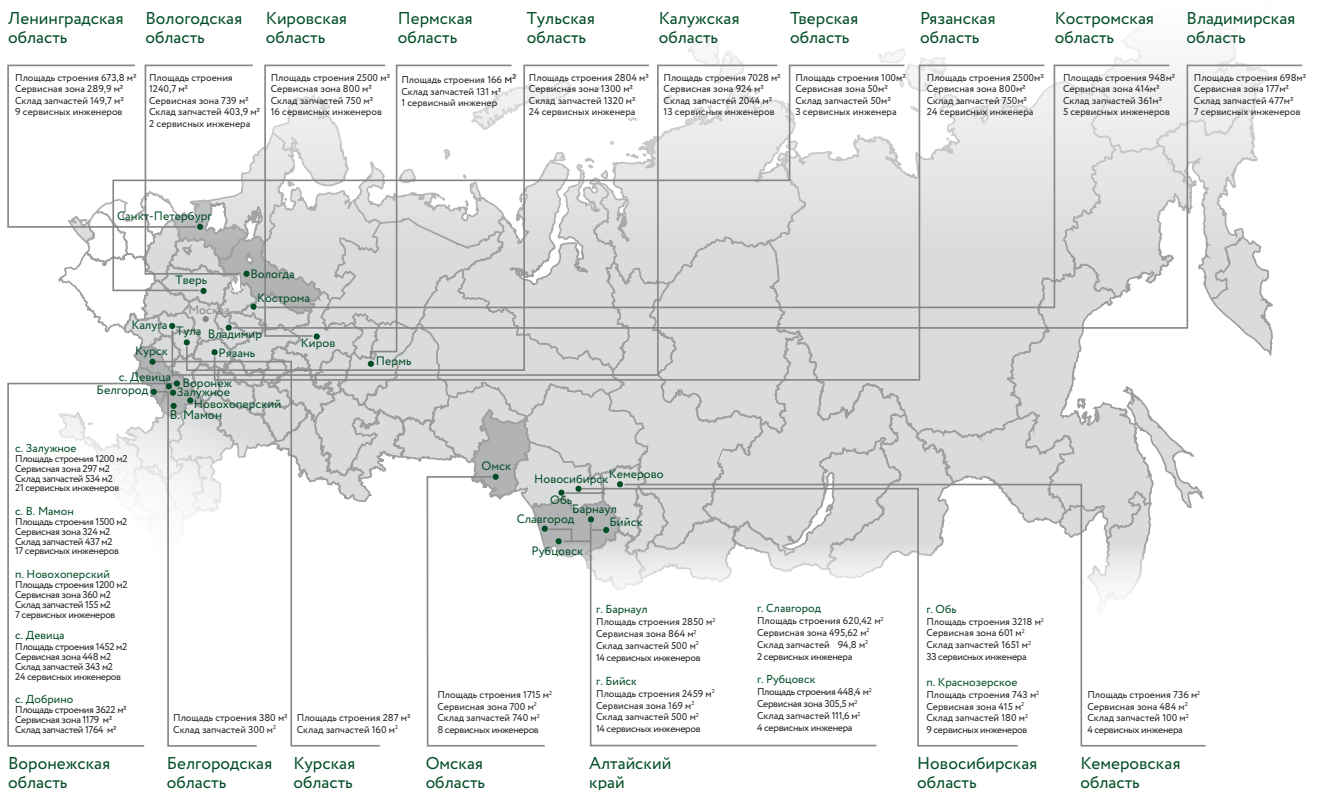 Ленинградская
область
Площадь строения 673,8 м²
Сервисная зона 289,9 м²
Склад запчастей 149,7 м²
9 сервисных инженеров
Вологодская
область
Площадь строения
1240,7 м²
Сервисная зона 739 м²
Склад запчастей 403,9 м²
2 сервисных инженера
Кировская
область
Площадь строения 2500 м²
Сервисная зона 800 м²
Склад запчастей 750 м²
16 сервисных инженеров
Пермская
область
Площадь строения 166 м²
Склад запчастей 131 м²
1 сервисный инженер
Тульская
область
Площадь строения 2804 м²
Сервисная зона 1300 м²
Склад запчастей 1320 м²
24 сервисных инженера
Калужская
область
Площадь строения 7028 м²
Сервисная зона 924 м²
Склад запчастей 2044 м²
13 сервисных инженеров
Тверская
область
Площадь строения 100м²
Сервисная зона 50м²
Склад запчастей 50м²
3 сервисных инженера
Рязанская
область
Площадь строения 2500м²
Сервисная зона 800м²
Склад запчастей 750м²
24 сервисных инженера
Костромская
область
Площадь строения 948м²
Сервисная зона 414м²
Склад запчастей 361м²
5 сервисных инженеров
Владимирская
область
Площадь строения 698м²
Сервисная зона 177м²
Склад запчастей 477м²
7 сервисных инженеров
Санкт-Петербург
Вологда
Тверь
Кострома
Москва
Калуга
Тула
Владимир
Киров
Курск
Рязань
Пермь
с. Девица
Воронеж
Белгород
Залужное
Новохоперский
В. Мамон
Омск
Новосибирск
Кемерово
Обь
Барнаул
Славгород
Бийск
Рубцовск
с. Залужное
Площадь строения 1200 м2
Сервисная зона 297 м2
Склад запчастей 534 м2
21 сервисных инженеров
с. В. Мамон
Площадь строения 1500 м2
Сервисная зона 324 м2
Склад запчастей 437 м2
17 сервисных инженеров
п. Новохоперский
Площадь строения 1200 м2
Сервисная зона 360 м2
Склад запчастей 155 м2
7 сервисных инженеров
с. Девица
Площадь строения 1452 м2
Сервисная зона 448 м2
Склад запчастей 343 м2
24 сервисных инженеров
с. Добрино
Площадь строения 3622 м²
Сервисная зона 1179 м²
Склад запчастей 1764 м²
Воронежская
область
Площадь строения 380 м²
Склад запчастей 300 м²
Белгородская
область
Площадь строения 287 м²
Склад запчастей 160 м²
Курская
область
Площадь строения 1715 м²
Сервисная зона 700 м²
Склад запчастей 740 м²
8 сервисных инженеров
Омская
область
г. Барнаул
Площадь строения 2850 м²
Сервисная зона 864 м²
Склад запчастей 500 м²
14 сервисных инженеров
г. Бийск
Площадь строения 2459 м²
Сервисная зона 169 м²
Склад запчастей 500 м²
14 сервисных инженеров
г. Славгород
Площадь строения 620,42 м²
Сервисная зона 495,62 м²
Склад запчастей 94,8 м²
2 сервисных инженера
г. Рубцовск
Площадь строения 448,4 м²
Сервисная зона 305,5 м²
Склад запчастей 111,6 м²
4 сервисных инженера
Алтайский
край
г. Обь
Площадь строения 3218 м²
Сервисная зона 601 м²
Склад запчастей 1651 м²
33 сервисных инженера
п. Краснозерское
Площадь строения 743 м²
Сервисная зона 415 м²
Склад запчастей 180 м²
9 сервисных инженеров
Новосибирская
область
Площадь строения 736 м²
Сервисная зона 484 м²
Склад запчастей 100 м²
4 сервисных инженера
Кемеровская
область